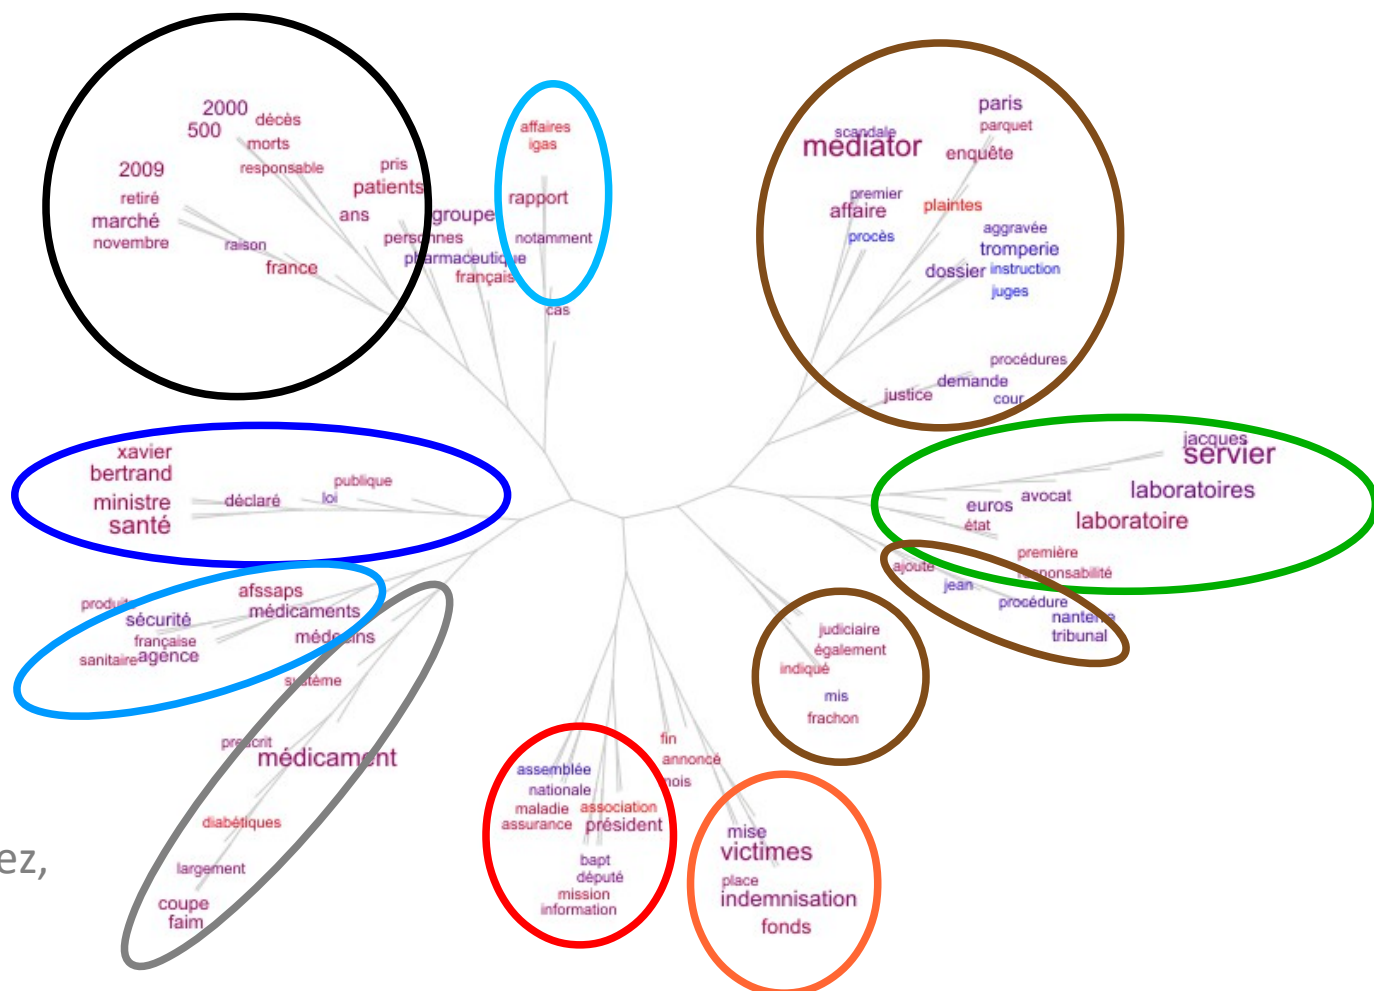 2000
500
décès
morts
responsable
2009
retiré
marché
novembre
raison
france
pris
patients
ans
personnes
groupe
pharmaceutique
français
affaires
igas
rapport
notamment
cas
scandale
mediator
paris
parquet
enquête
premier
affaire
procès
plaintes
aggravée
tromperie
dossier
instruction
juges
procédures
demande
justice
cour
xavier
bertrand
ministre
santé
déclaré
publique
loi
jacques
servier
laboratoires
avocat
euros
état
laboratoire
première
responsabilité
ajoute
jean
procédure
nanterre
tribunal
afssaps
produits
médicaments
sécurité
française
sanitaire
agence
médecins
système
prescrit
médicament
diabétiques
largement
coupe
faim
ez,
judiciaire
également
indiqué
mis
frachon
fin
annoncé
mois
assemblée
nationale
maladie
association
assurance
président
bapt
député
mission
information
mise
victimes
place
indemnisation
fonds